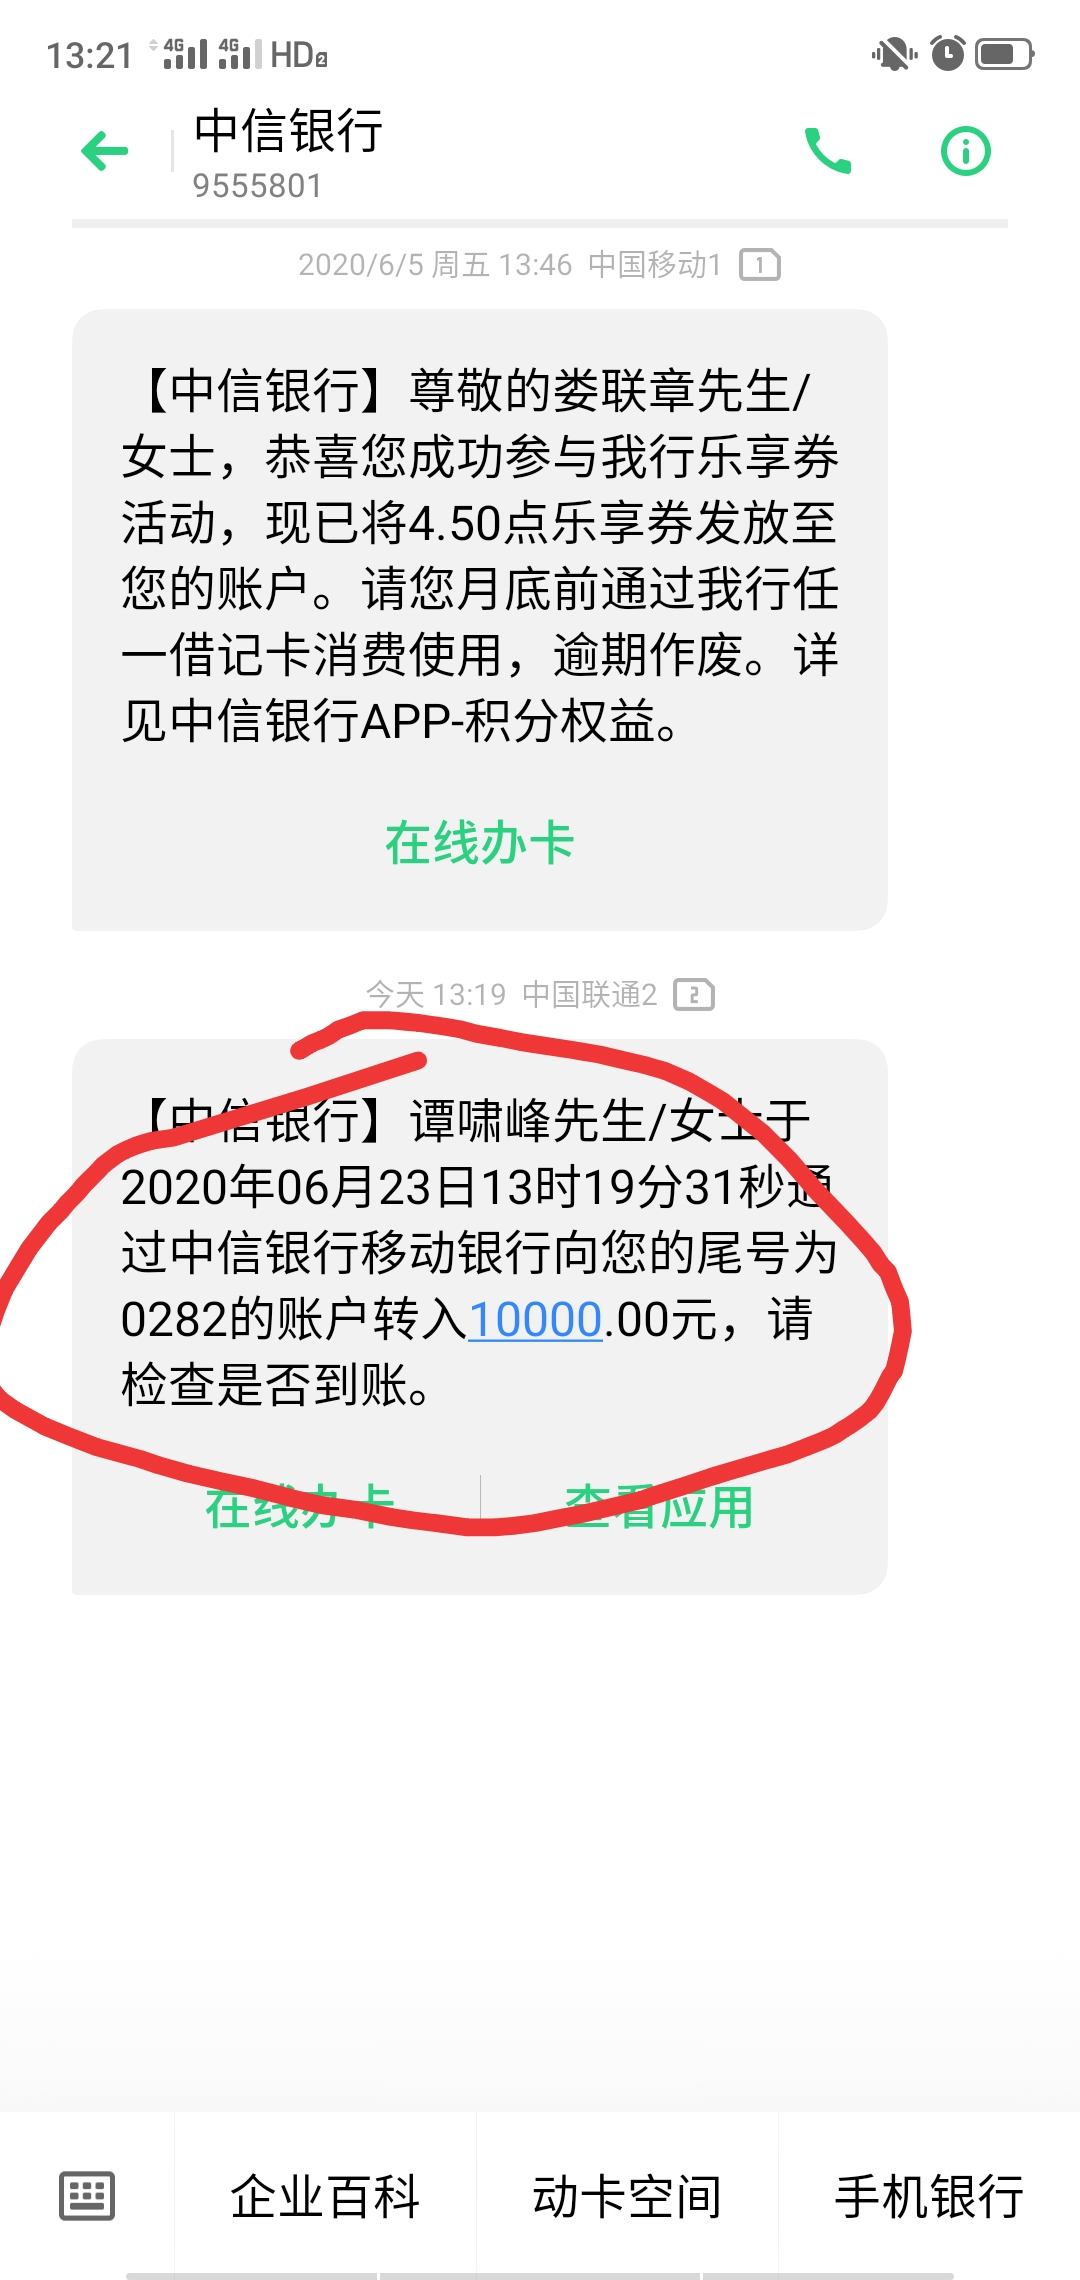 13:21 4G 4G HD2
中信银行
9555801
2020/6/5 周五 13:46 中国移动1 1
【中信银行】尊敬的娄联章先生/
女士，恭喜您成功参与我行乐享券
活动，现已将4.50点乐享券发放至
您的账户。请您月底前通过我行任
一借记卡消费使用，逾期作废。详
见中信银行APP-积分权益。
在线办卡
今天 13:19 中国联通2 2
【中信银行】谭啸峰先生/女士于
2020年06月23日13时19分31秒通
过中信银行移动银行向您的尾号为
0282的账户转入10000.00元，请
检查是否到账。
在线办卡 查看应用
企业百科 动卡空间 手机银行